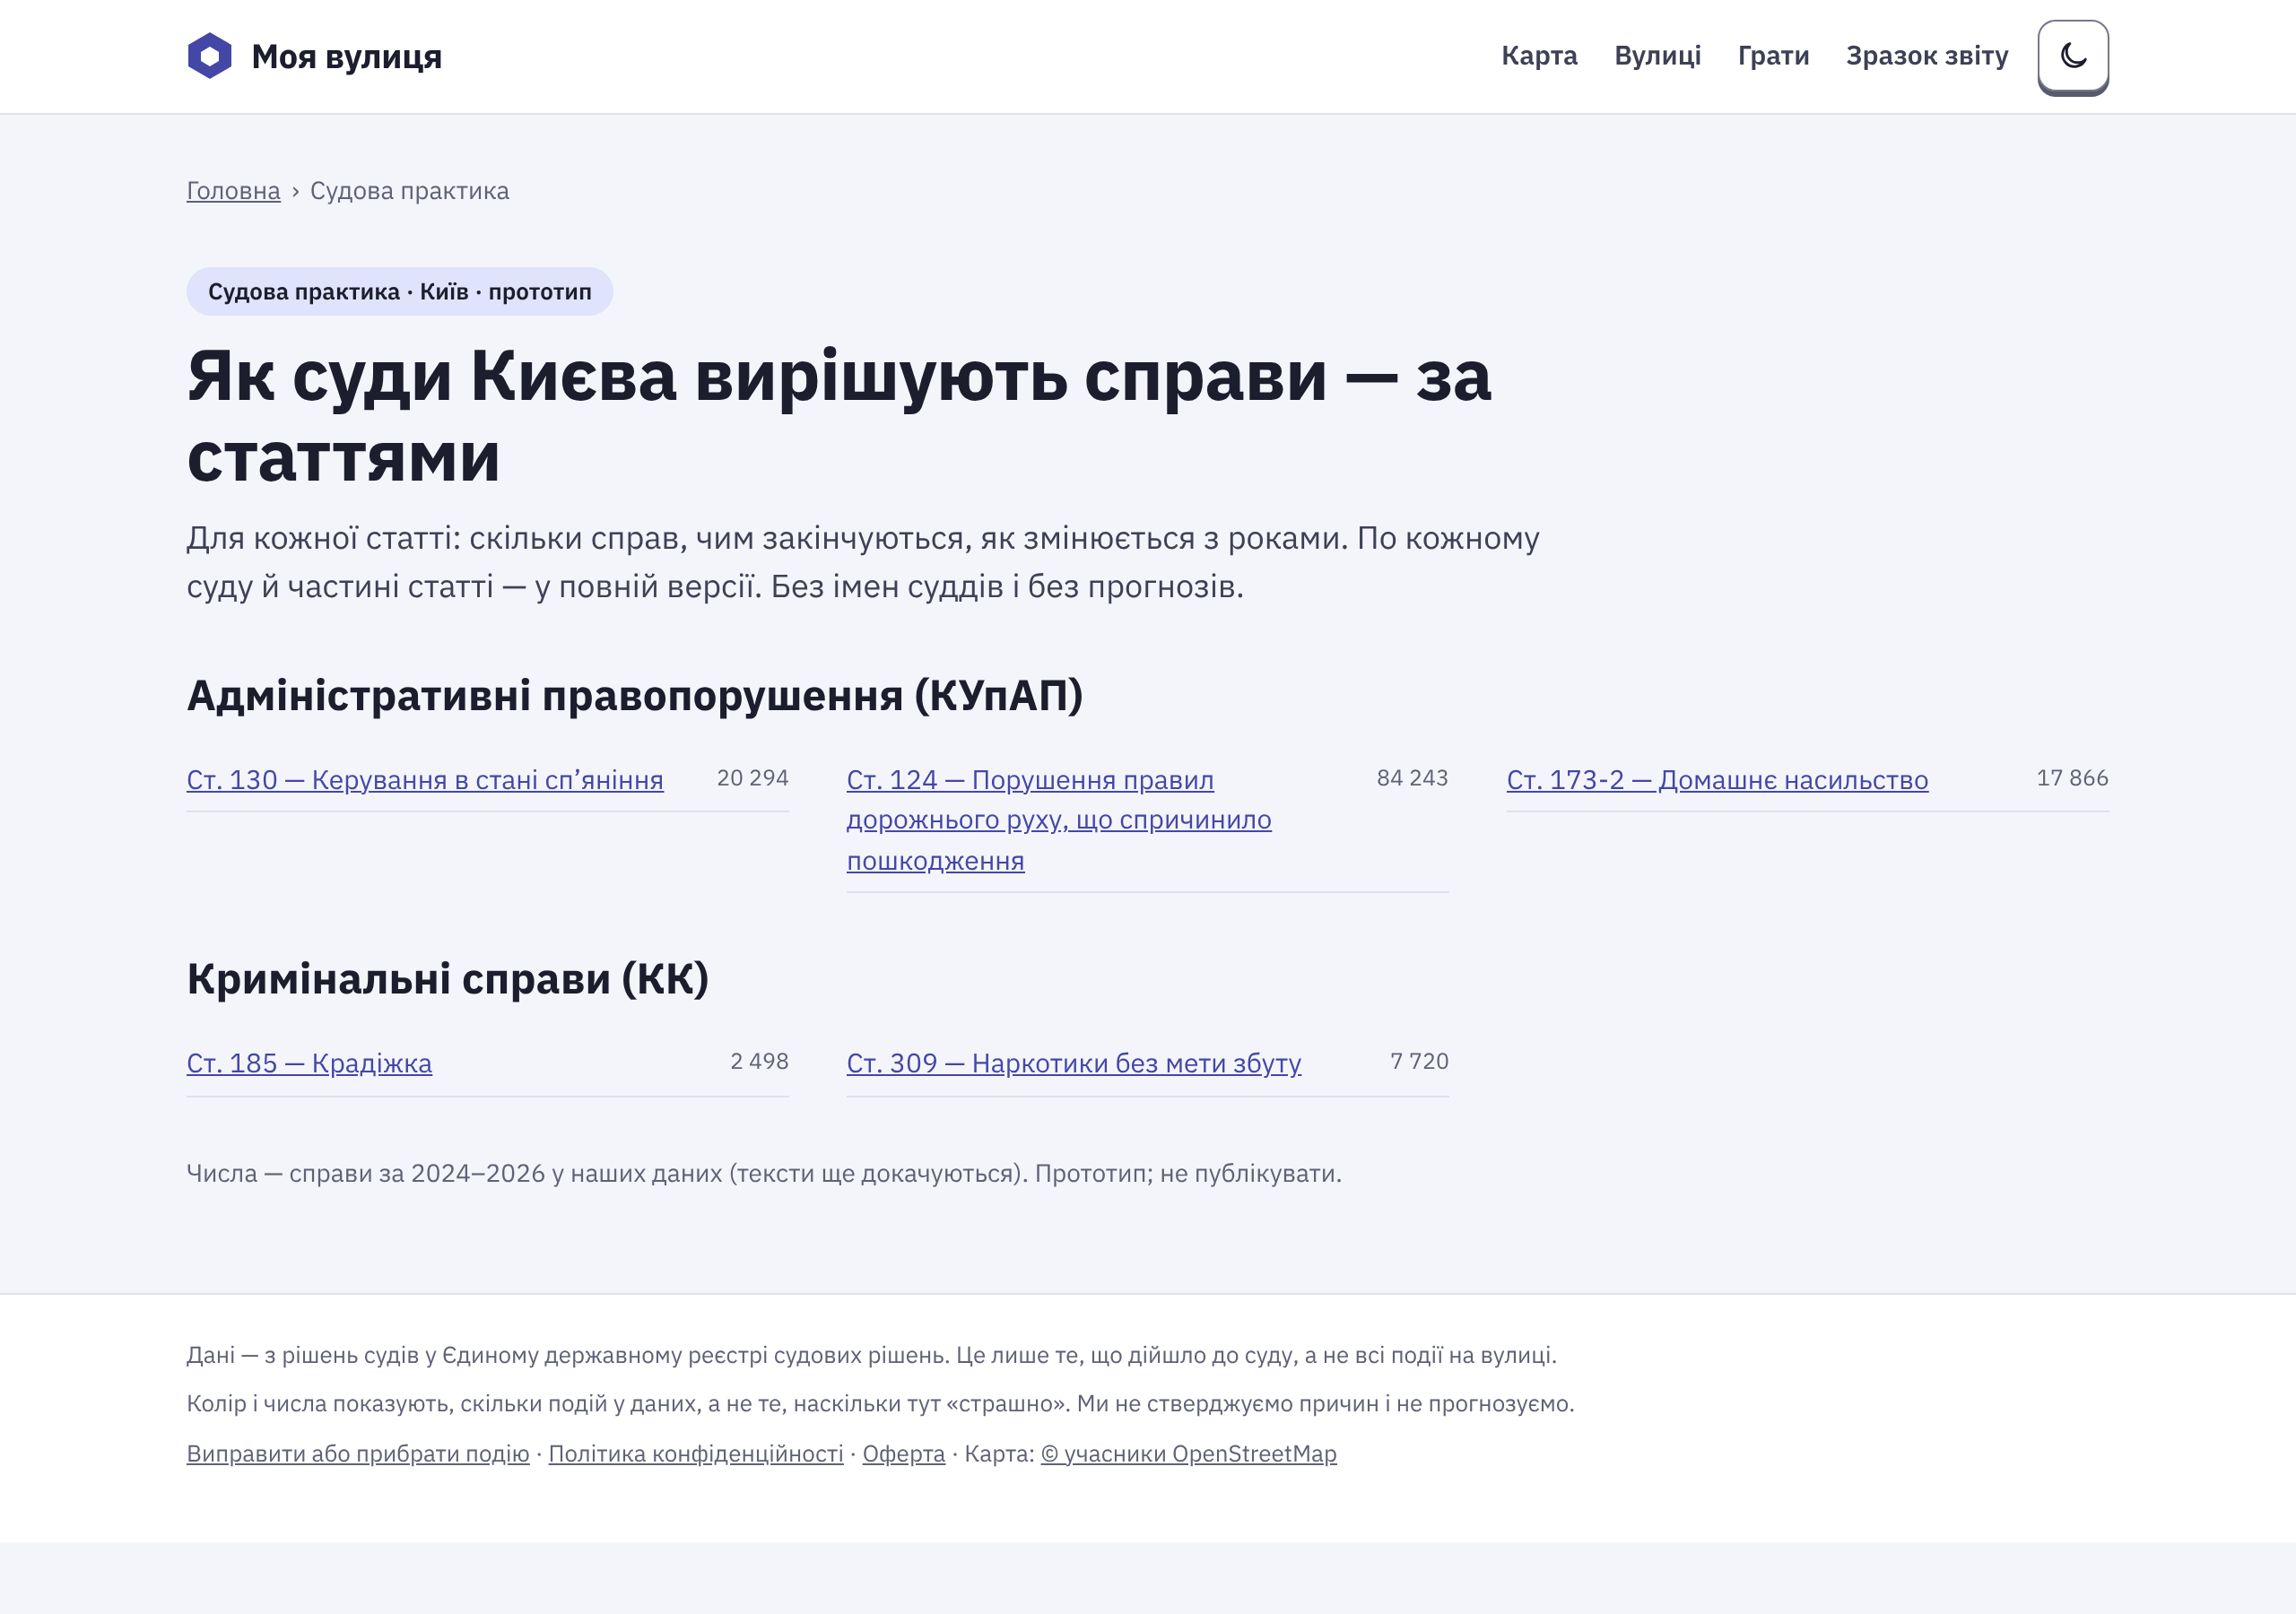 Моя вулиця
Карта Вулиці Грати Зразок звіту
Головна › Судова практика
Судова практика · Київ · прототип
Як суди Києва вирішують справи — за
статтями
Для кожної статті: скільки справ, чим закінчуються, як змінюється з роками. По кожному
суду й частині статті — у повній версії. Без імен суддів і без прогнозів.
Адміністративні правопорушення (КУпАП)
Ст. 130 — Керування в стані сп’яніння 20 294
Ст. 124 — Порушення правил 84 243
дорожнього руху, що спричинило
пошкодження
Ст. 173-2 — Домашнє насильство 17 866
Кримінальні справи (КК)
Ст. 185 — Крадіжка 2 498
Ст. 309 — Наркотики без мети збуту 7 720
Числа — справи за 2024–2026 у наших даних (тексти ще докачуються). Прототип; не публікувати.
Дані — з рішень судів у Єдиному державному реєстрі судових рішень. Це лише те, що дійшло до суду, а не всі події на вулиці.
Колір і числа показують, скільки подій у даних, а не те, наскільки тут «страшно». Ми не стверджуємо причин і не прогнозуємо.
Виправити або прибрати подію · Політика конфіденційності · Оферта · Карта: © учасники OpenStreetMap